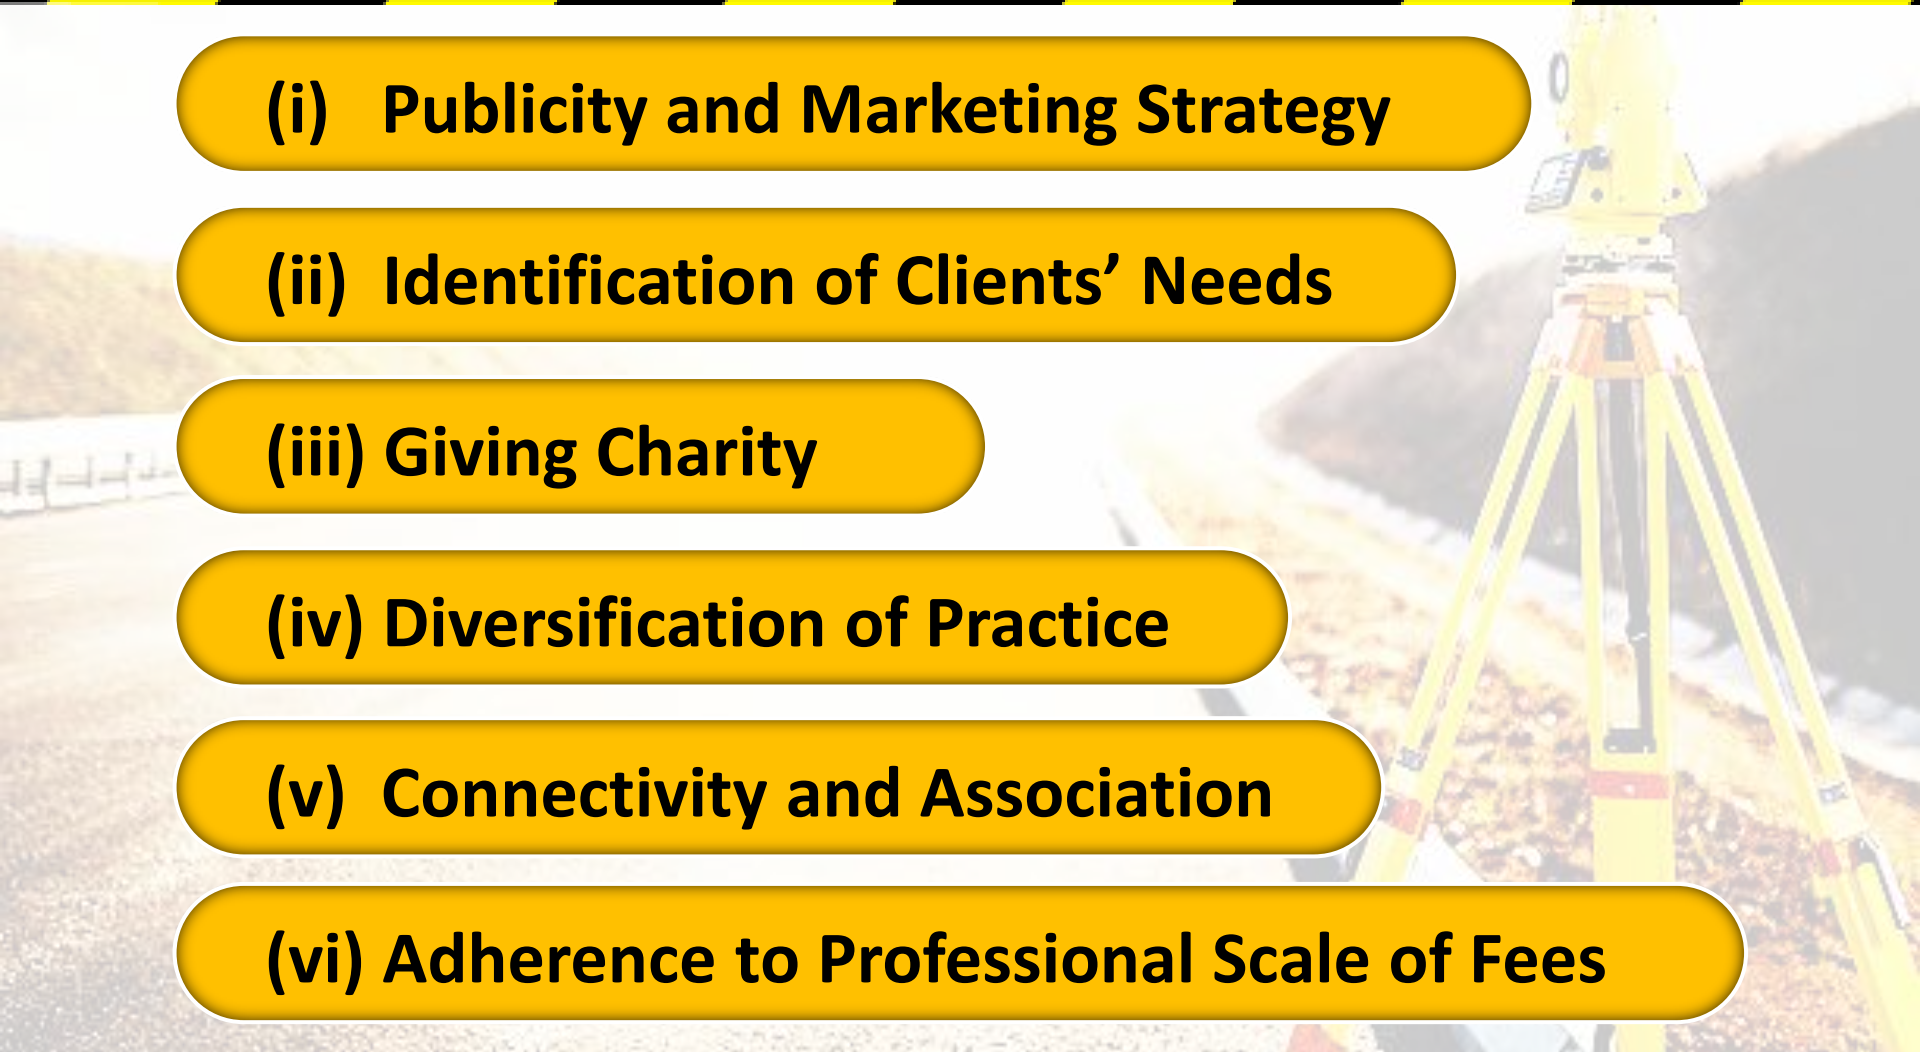 (i) Publicity and Marketing Strategy
(ii) Identification of Clients’ Needs
(iii) Giving Charity
(iv) Diversification of Practice
(v) Connectivity and Association
(vi) Adherence to Professional Scale of Fees